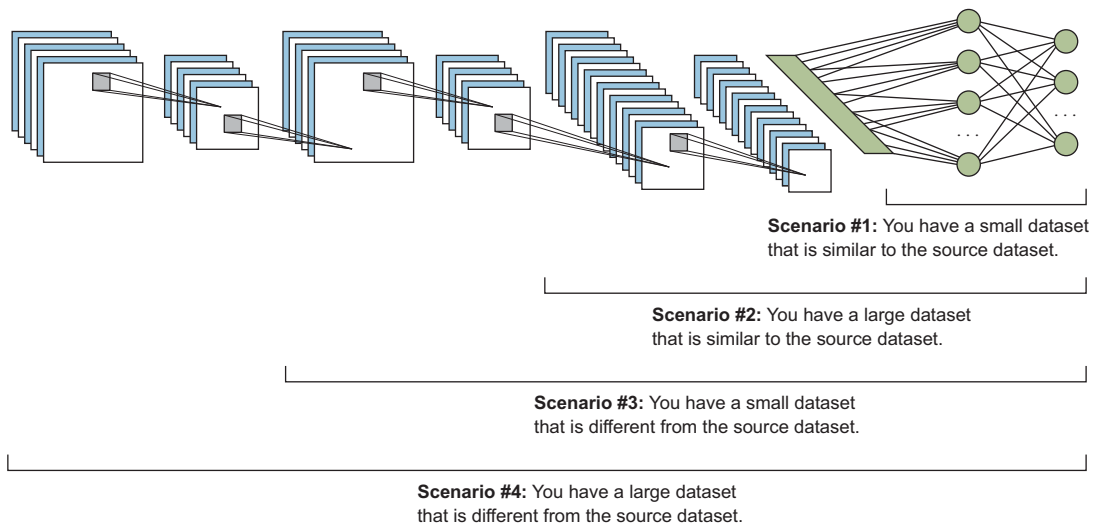 . . .
. . .
Scenario #1: You have a small dataset
that is similar to the source dataset.
Scenario #2: You have a large dataset
that is similar to the source dataset.
Scenario #3: You have a small dataset
that is different from the source dataset.
Scenario #4: You have a large dataset
that is different from the source dataset.